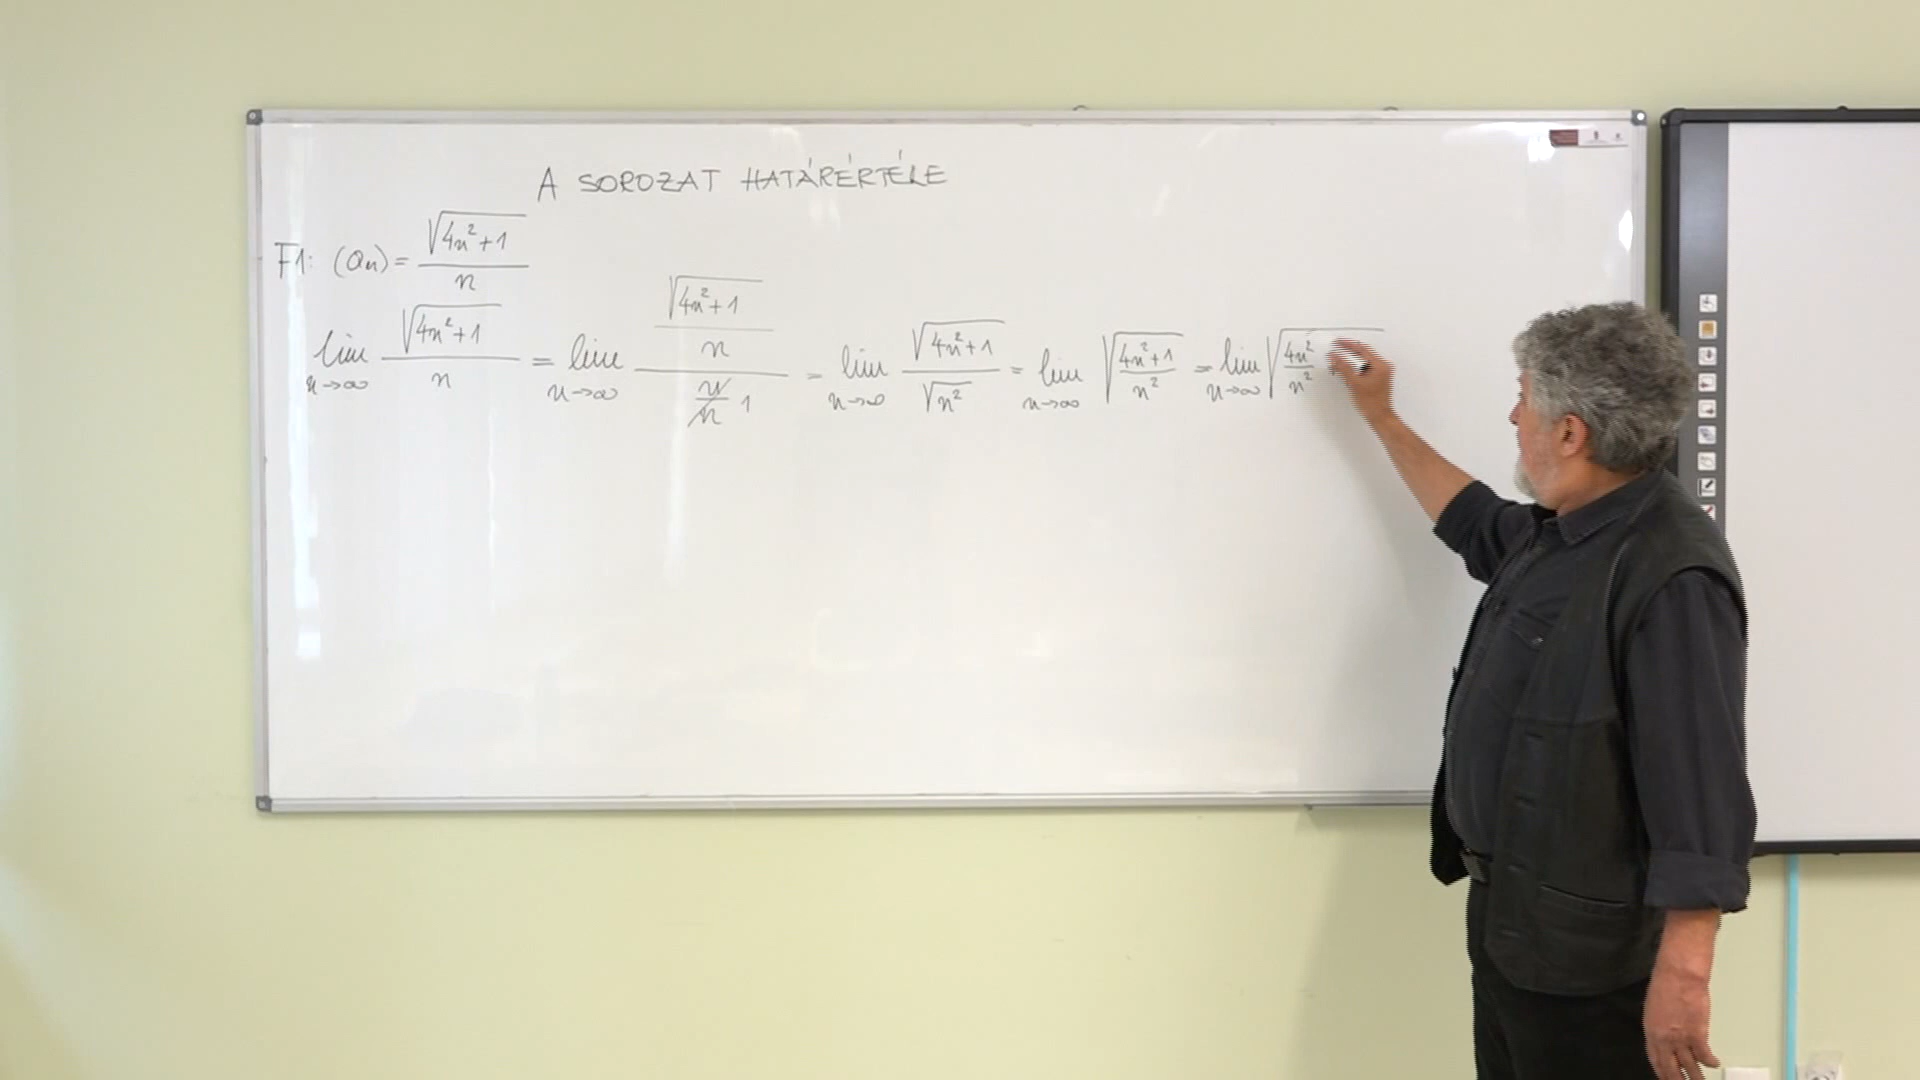 A SOROZAT HATÁRÉRTÉKE
F1: (an) = √(4n²+1) / n
lim n→∞ √(4n²+1) / n = lim n→∞ (√(4n²+1) / n) / (n/n) 1 = lim n→∞ √(4n²+1) / √n² = lim n→∞ √((4n²+1)/n²) = lim n→∞ √(4n²/n² +